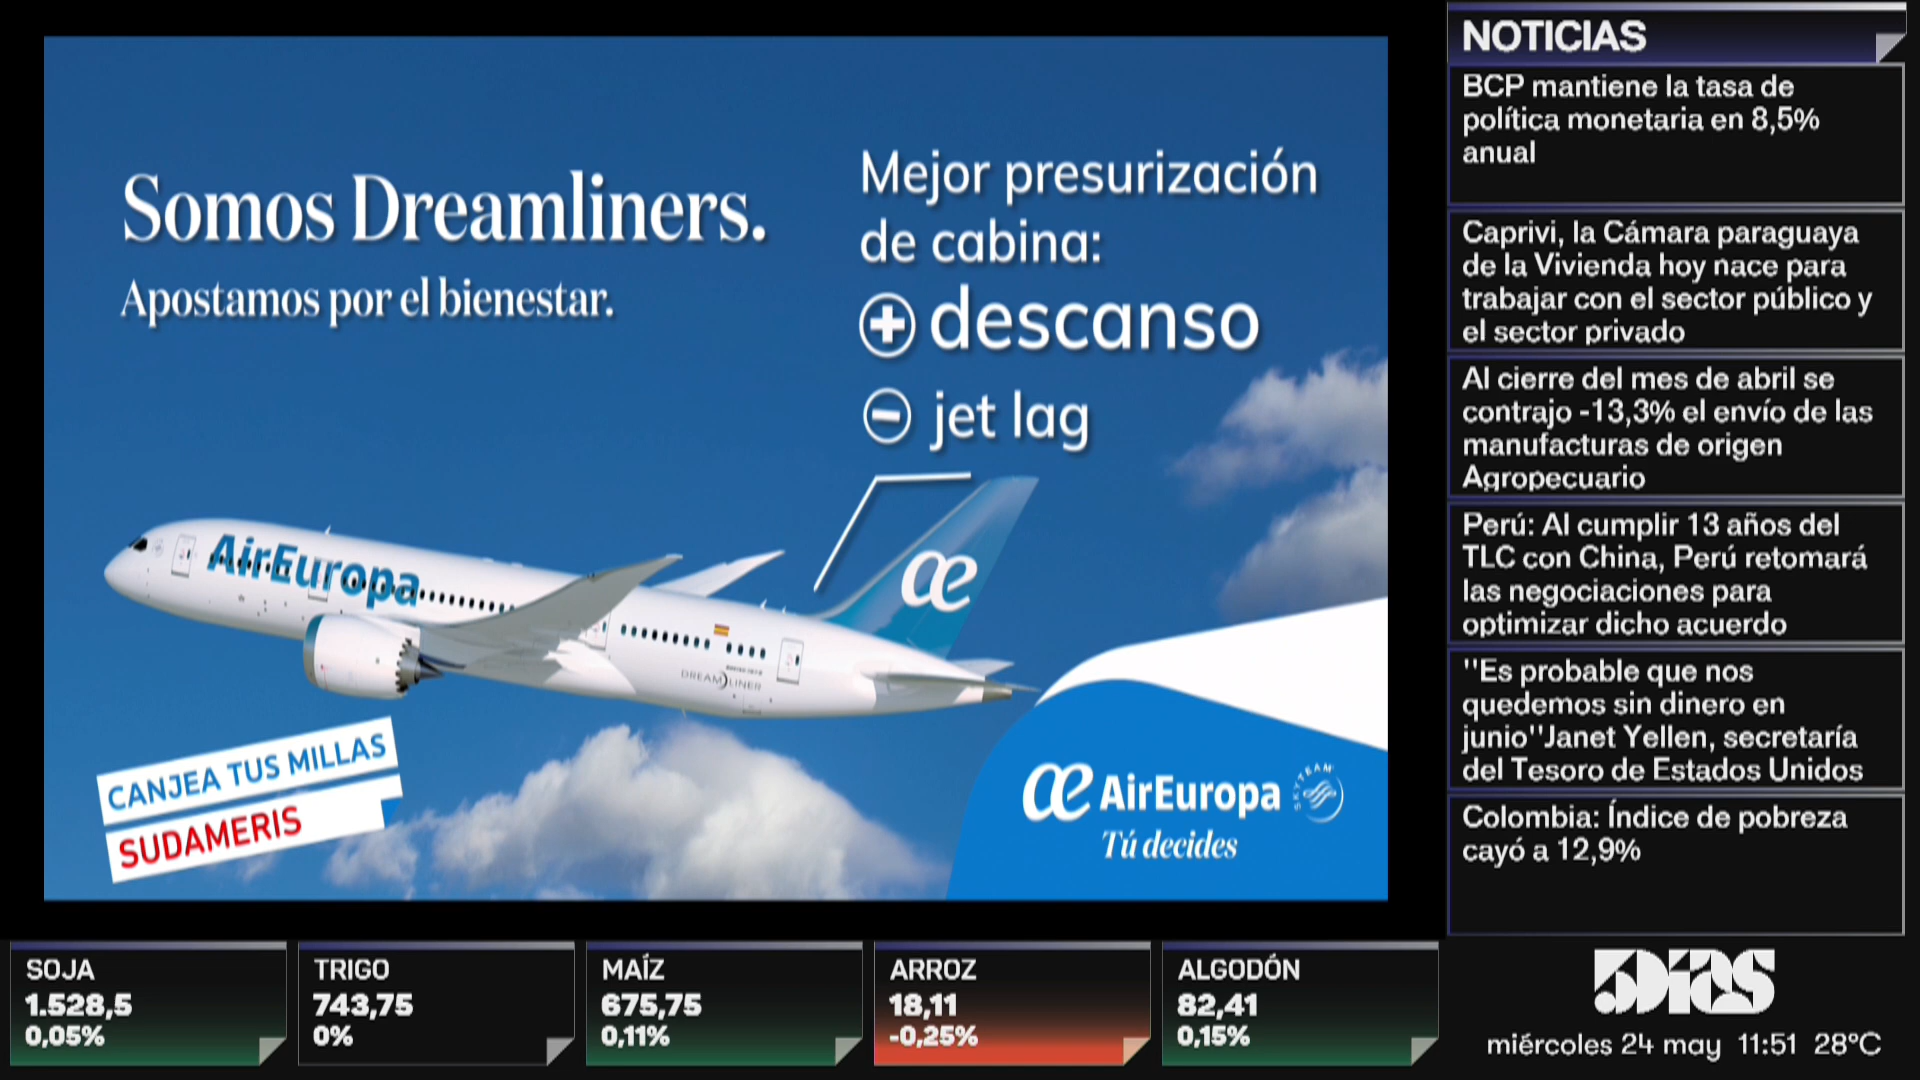 Somos Dreamliners.
Apostamos por el bienestar.
Mejor presurización
de cabina:
+ descanso
- jet lag
AirEuropa
æ
DREAMLINER
CANJEA TUS MILLAS
SUDAMERIS
æ AirEuropa
SKYTEAM
Tú decides
NOTICIAS
BCP mantiene la tasa de
política monetaria en 8,5%
anual
Caprivi, la Cámara paraguaya
de la Vivienda hoy nace para
trabajar con el sector público y
el sector privado
Al cierre del mes de abril se
contrajo -13,3% el envío de las
manufacturas de origen
Agropecuario
Perú: Al cumplir 13 años del
TLC con China, Perú retomará
las negociaciones para
optimizar dicho acuerdo
''Es probable que nos
quedemos sin dinero en
junio''Janet Yellen, secretaría
del Tesoro de Estados Unidos
Colombia: Índice de pobreza
cayó a 12,9%
SOJA
1.528,5
0,05%
TRIGO
743,75
0%
MAÍZ
675,75
0,11%
ARROZ
18,11
-0,25%
ALGODÓN
82,41
0,15%
5DIAS
miércoles 24 may 11:51 28°C